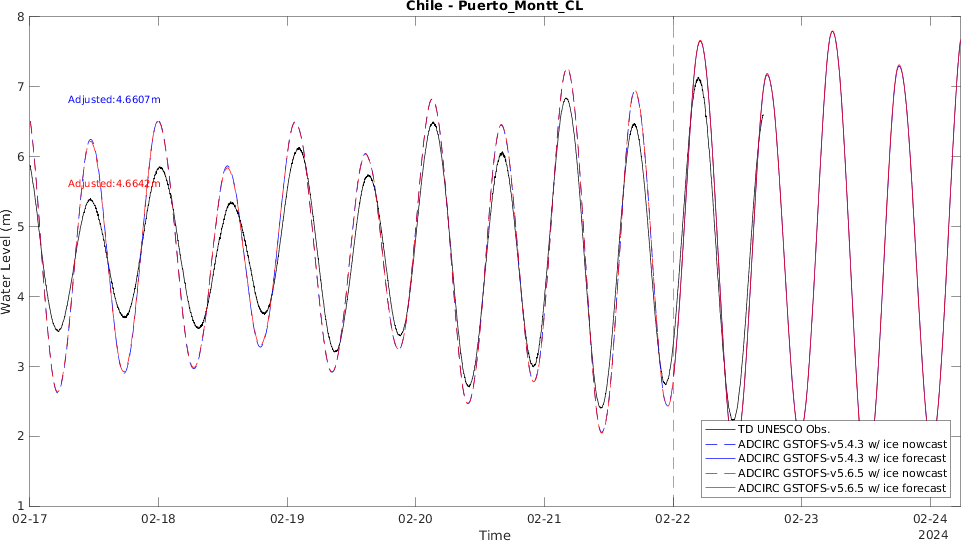 Chile - Puerto_Montt_CL
8
7
6
5
4
3
2
1
Water Level (m)
Adjusted:4.6607m
Adjusted:4.6642m
TD UNESCO Obs.
ADCIRC GSTOFS-v5.4.3 w/ ice nowcast
ADCIRC GSTOFS-v5.4.3 w/ ice forecast
ADCIRC GSTOFS-v5.6.5 w/ ice nowcast
ADCIRC GSTOFS-v5.6.5 w/ ice forecast
02-17 02-18 02-19 02-20 02-21 02-22 02-23 02-24
2024
Time